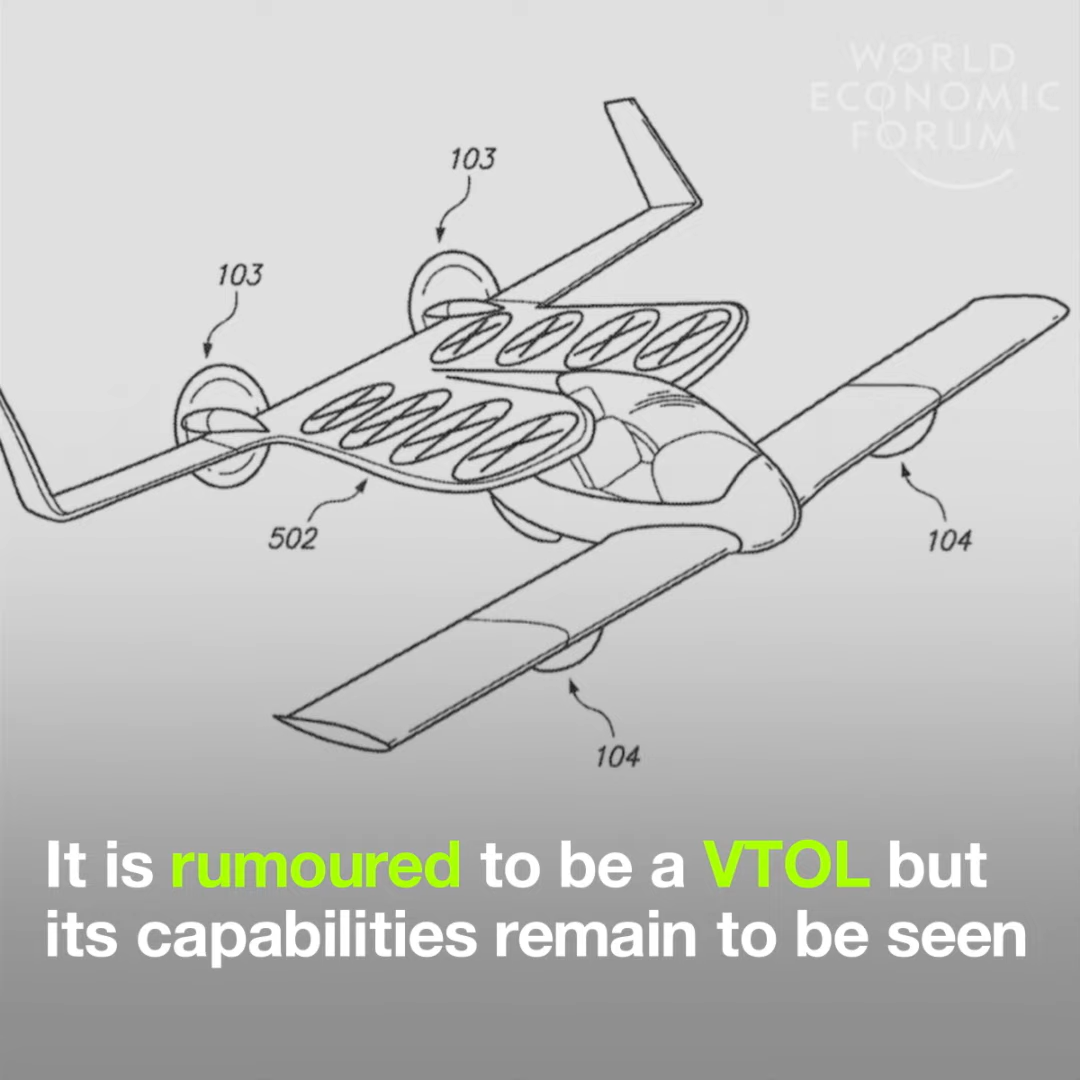 WORLD
ECONOMIC
FORUM
103
103
502
104
104
It is rumoured to be a VTOL but
its capabilities remain to be seen